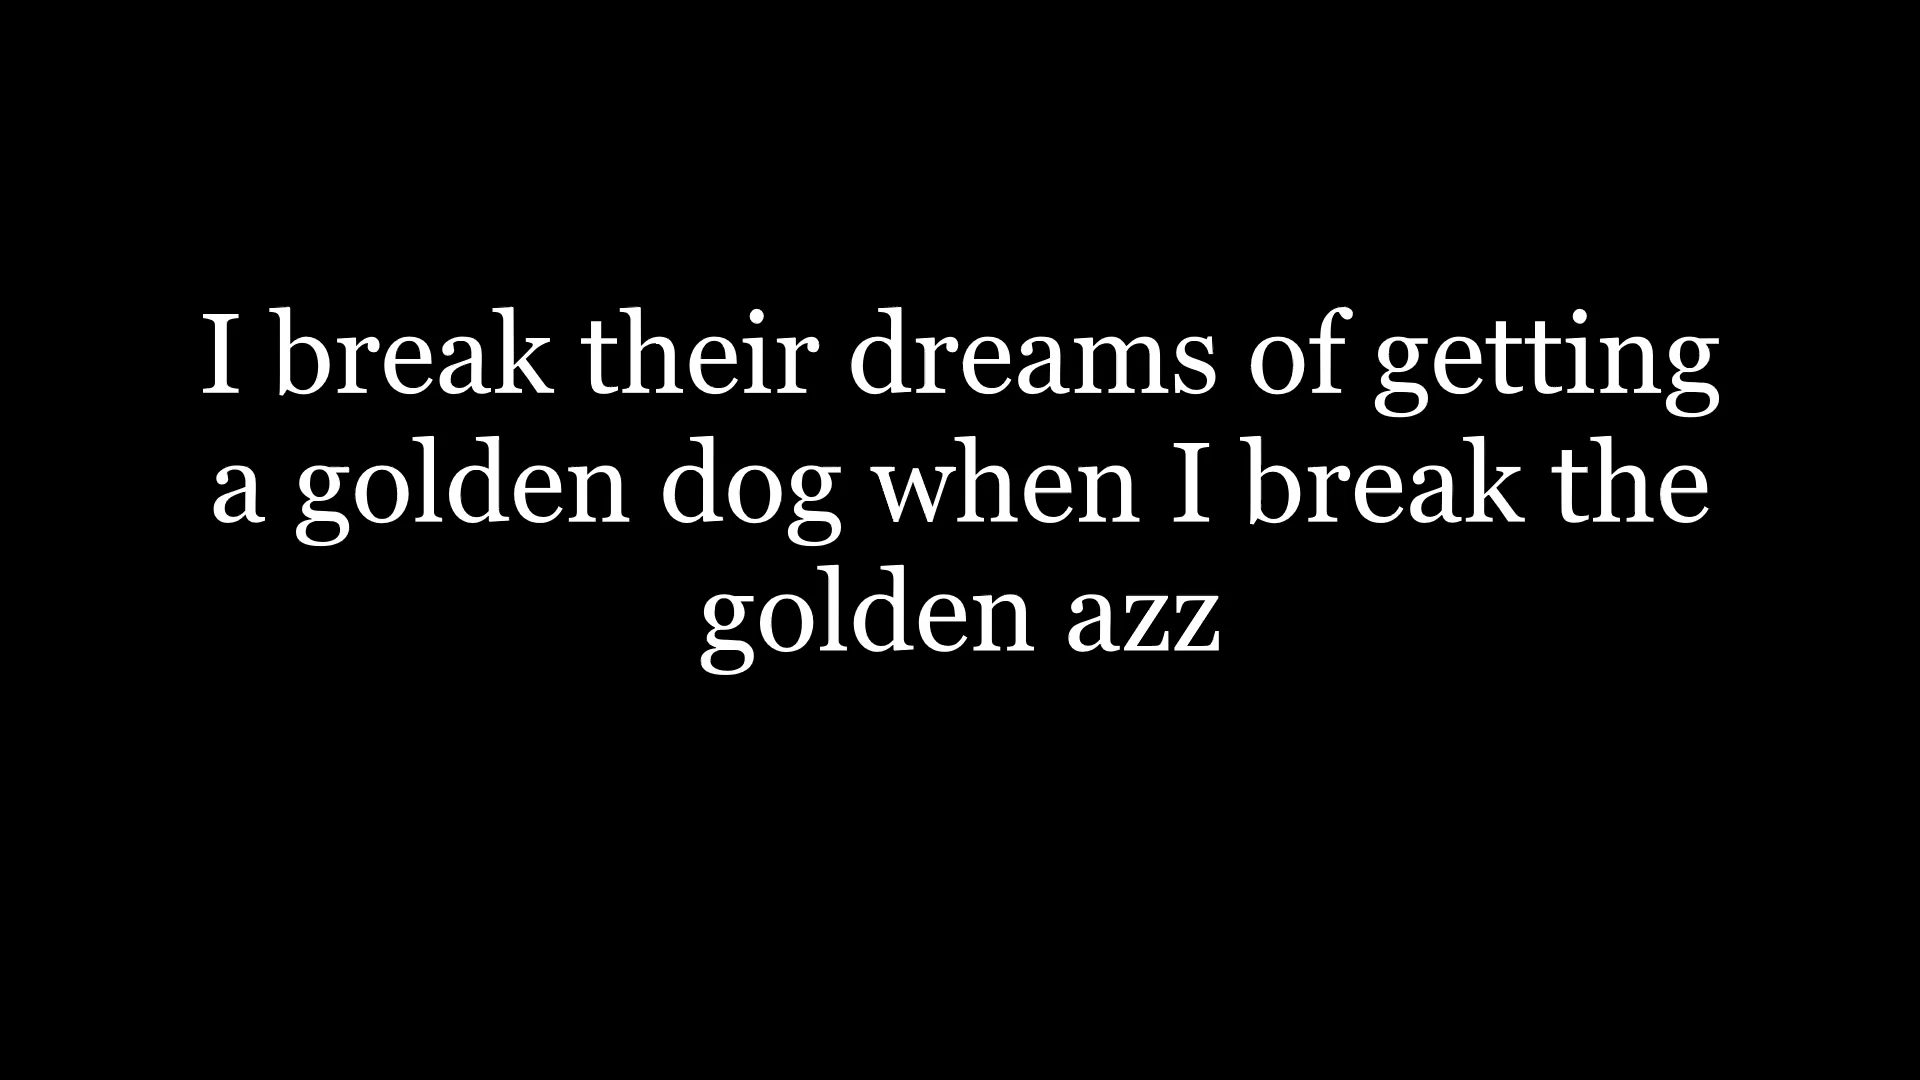 I break their dreams of getting
a golden dog when I break the
golden azz